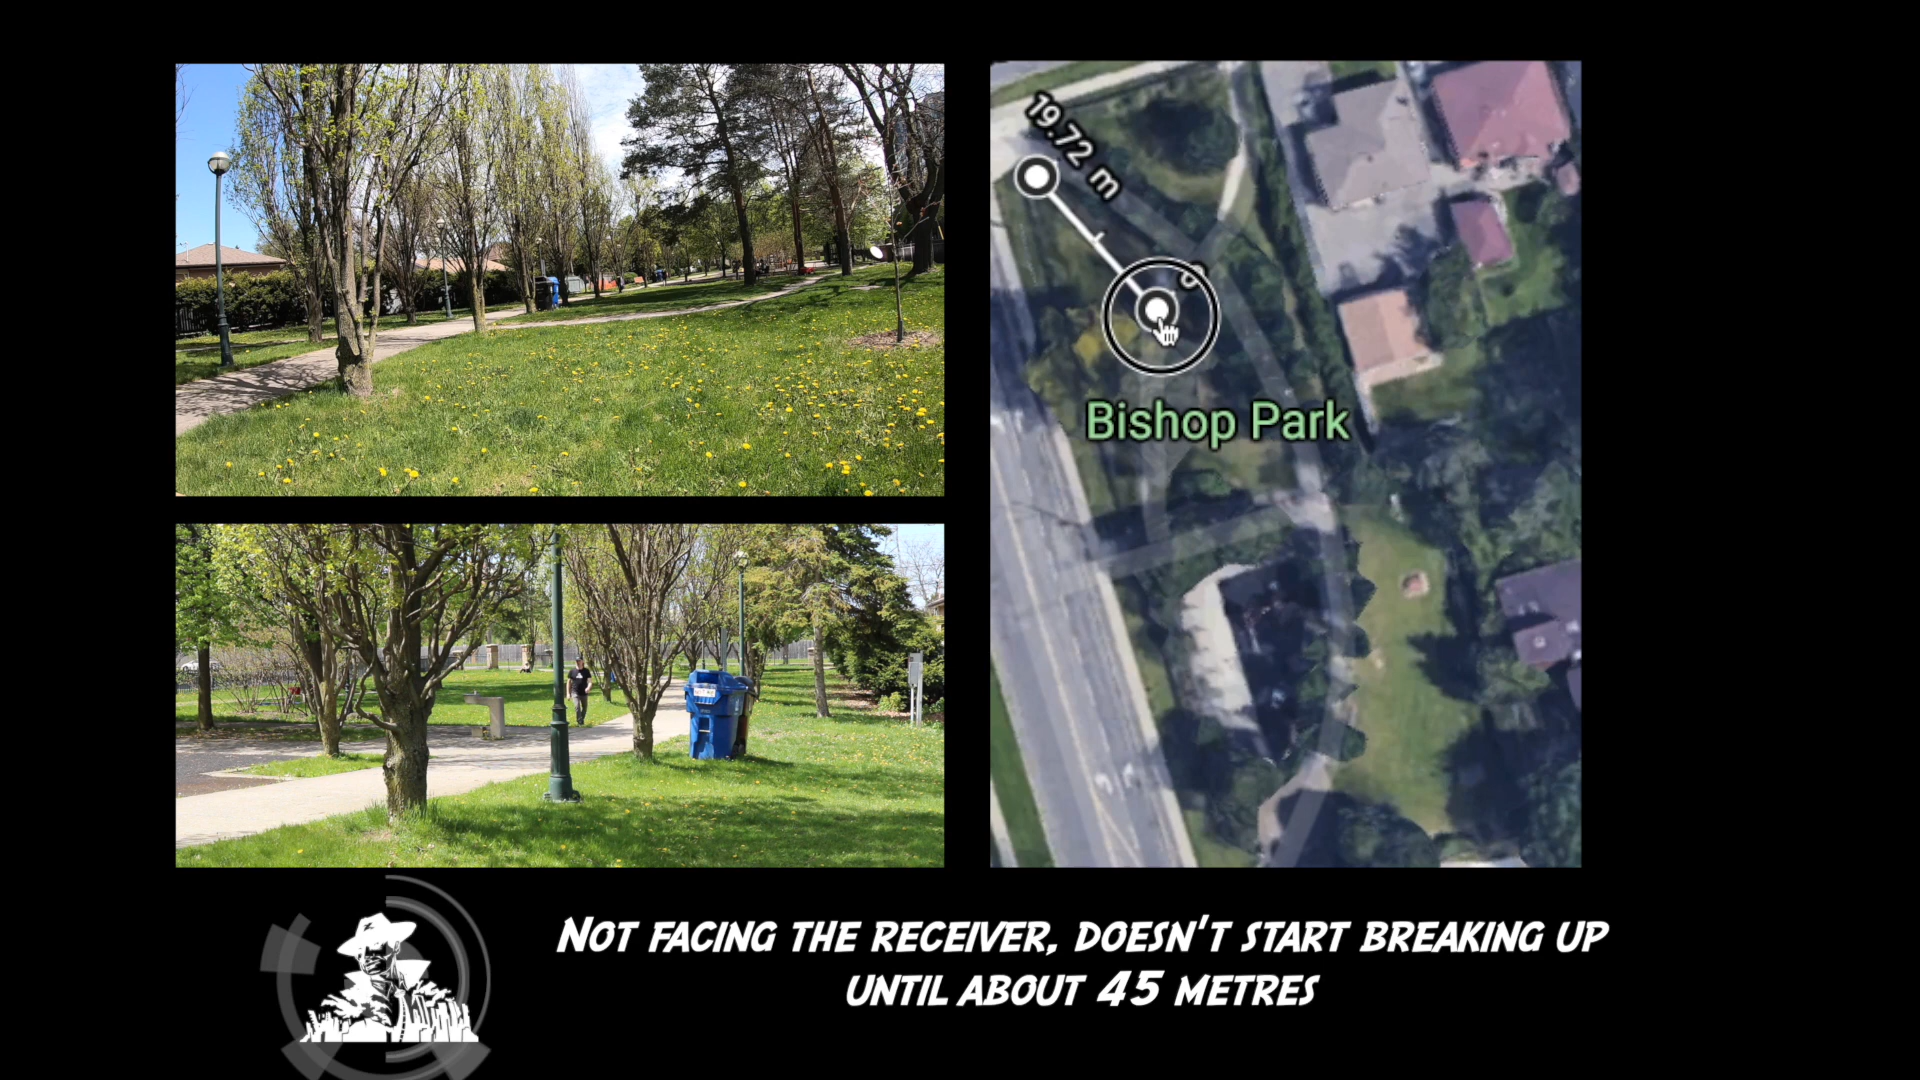 19.72 m
Bishop Park
NOT FACING THE RECEIVER, DOESN'T START BREAKING UP
UNTIL ABOUT 45 METRES